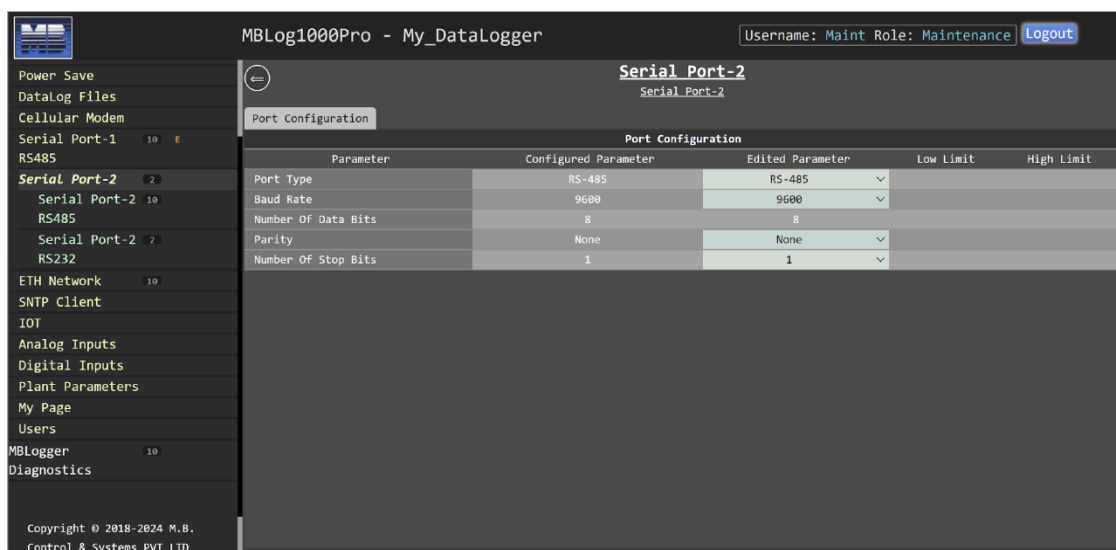 MB
MBLog1000Pro - My_DataLogger
Username: Maint Role: Maintenance
Logout
Power Save
DataLog Files
Cellular Modem
Serial Port-1 10 E
RS485
Serial Port-2 2
Serial Port-2 10
RS485
Serial Port-2 2
RS232
ETH Network 10
SNTP Client
IOT
Analog Inputs
Digital Inputs
Plant Parameters
My Page
Users
MBLogger 10
Diagnostics
Copyright © 2018-2024 M.B.
Control & Systems PVT LTD
Serial Port-2
Serial Port-2
Port Configuration
Port Configuration
Parameter Configured Parameter Edited Parameter Low Limit High Limit
Port Type RS-485 RS-485
Baud Rate 9600 9600
Number Of Data Bits 8 8
Parity None None
Number Of Stop Bits 1 1